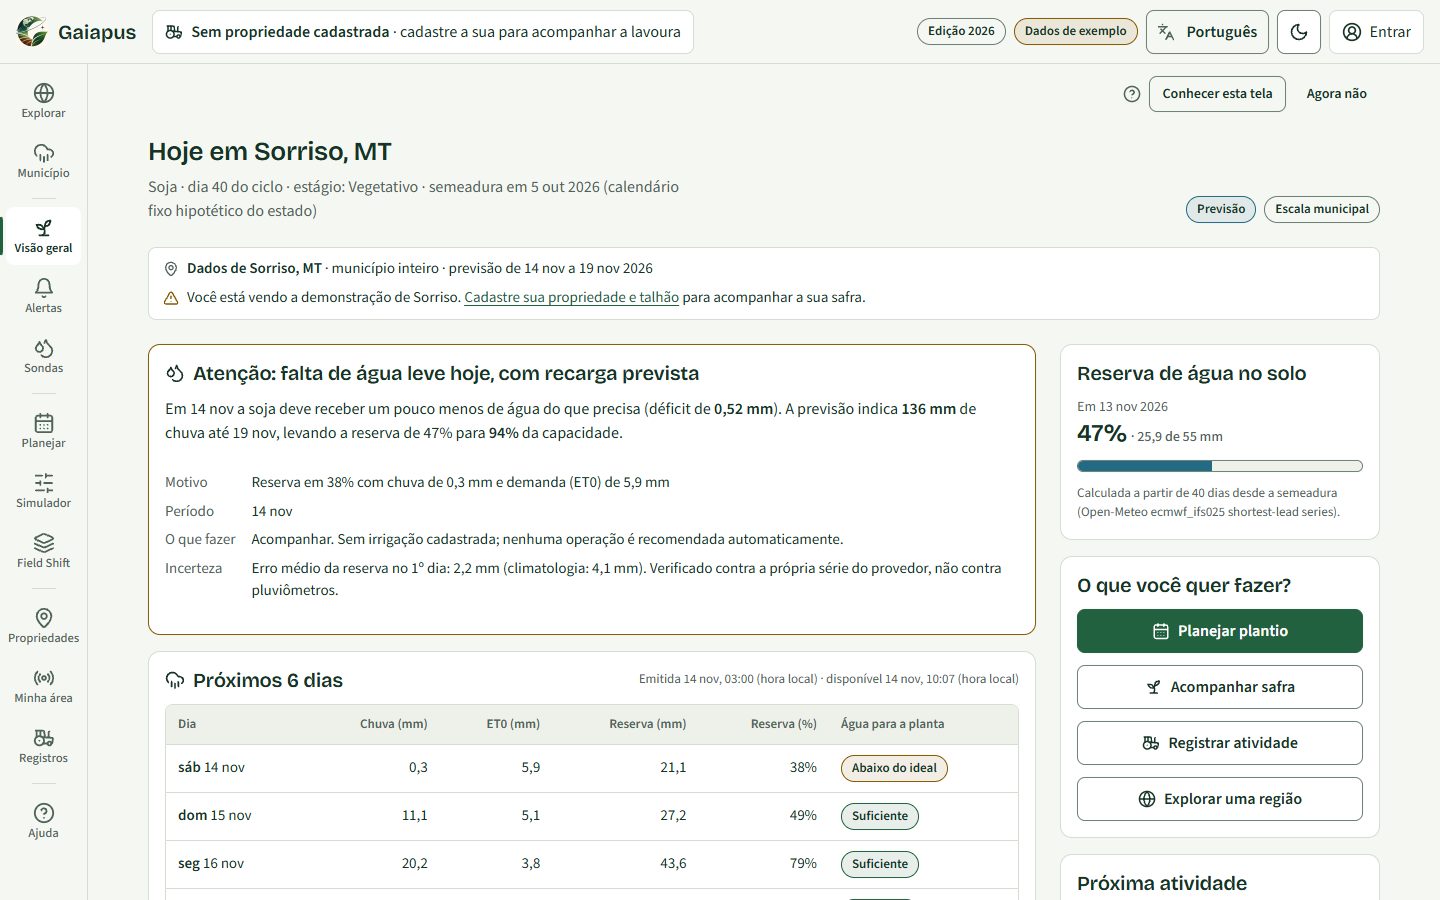 Gaiapus
Sem propriedade cadastrada · cadastre a sua para acompanhar a lavoura
Edição 2026
Dados de exemplo
Português
Entrar
Explorar
Município
Visão geral
Alertas
Sondas
Planejar
Simulador
Field Shift
Propriedades
Minha área
Registros
Ajuda
Conhecer esta tela
Agora não
Hoje em Sorriso, MT
Soja · dia 40 do ciclo · estágio: Vegetativo · semeadura em 5 out 2026 (calendário
fixo hipotético do estado)
Previsão
Escala municipal
Dados de Sorriso, MT · município inteiro · previsão de 14 nov a 19 nov 2026
Você está vendo a demonstração de Sorriso. Cadastre sua propriedade e talhão para acompanhar a sua safra.
Atenção: falta de água leve hoje, com recarga prevista
Em 14 nov a soja deve receber um pouco menos de água do que precisa (déficit de 0,52 mm). A previsão indica 136 mm de
chuva até 19 nov, levando a reserva de 47% para 94% da capacidade.
Motivo Reserva em 38% com chuva de 0,3 mm e demanda (ET0) de 5,9 mm
Período 14 nov
O que fazer Acompanhar. Sem irrigação cadastrada; nenhuma operação é recomendada automaticamente.
Incerteza Erro médio da reserva no 1º dia: 2,2 mm (climatologia: 4,1 mm). Verificado contra a própria série do provedor, não contra
pluviômetros.
Próximos 6 dias
Emitida 14 nov, 03:00 (hora local) · disponível 14 nov, 10:07 (hora local)
Dia Chuva (mm) ET0 (mm) Reserva (mm) Reserva (%) Água para a planta
sáb 14 nov 0,3 5,9 21,1 38% Abaixo do ideal
dom 15 nov 11,1 5,1 27,2 49% Suficiente
seg 16 nov 20,2 3,8 43,6 79% Suficiente
Reserva de água no solo
Em 13 nov 2026
47% · 25,9 de 55 mm
Calculada a partir de 40 dias desde a semeadura
(Open-Meteo ecmwf_ifs025 shortest-lead series).
O que você quer fazer?
Planejar plantio
Acompanhar safra
Registrar atividade
Explorar uma região
Próxima atividade